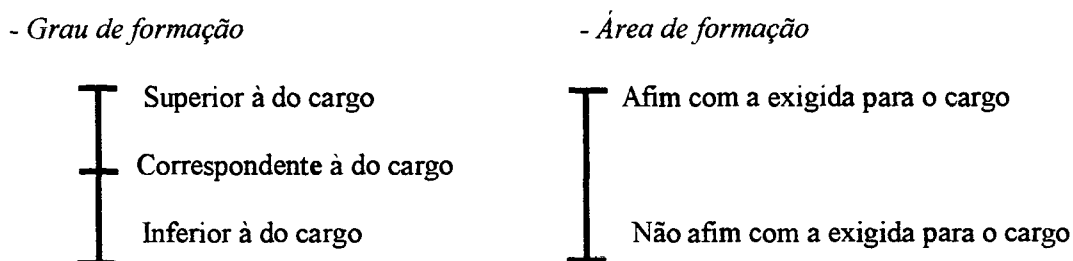 - Grau de formação
- Área de formação
Superior à do cargo
Afim com a exigida para o cargo
Correspondente à do cargo
Inferior à do cargo
Não afim com a exigida para o cargo